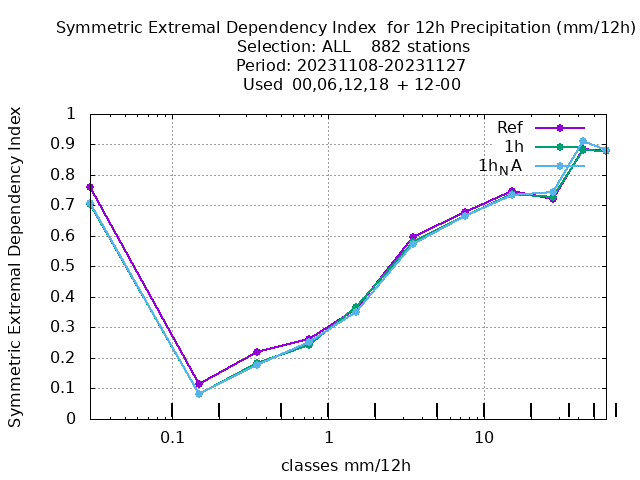 Symmetric Extremal Dependency Index  for 12h Precipitation (mm/12h)
Selection: ALL    882 stations
Period: 20231108-20231127
Used  00,06,12,18  + 12-00
Symmetric Extremal Dependency Index
1
0.9
0.8
0.7
0.6
0.5
0.4
0.3
0.2
0.1
0
Ref
1h
1h_NA
0.1
1
10
classes mm/12h